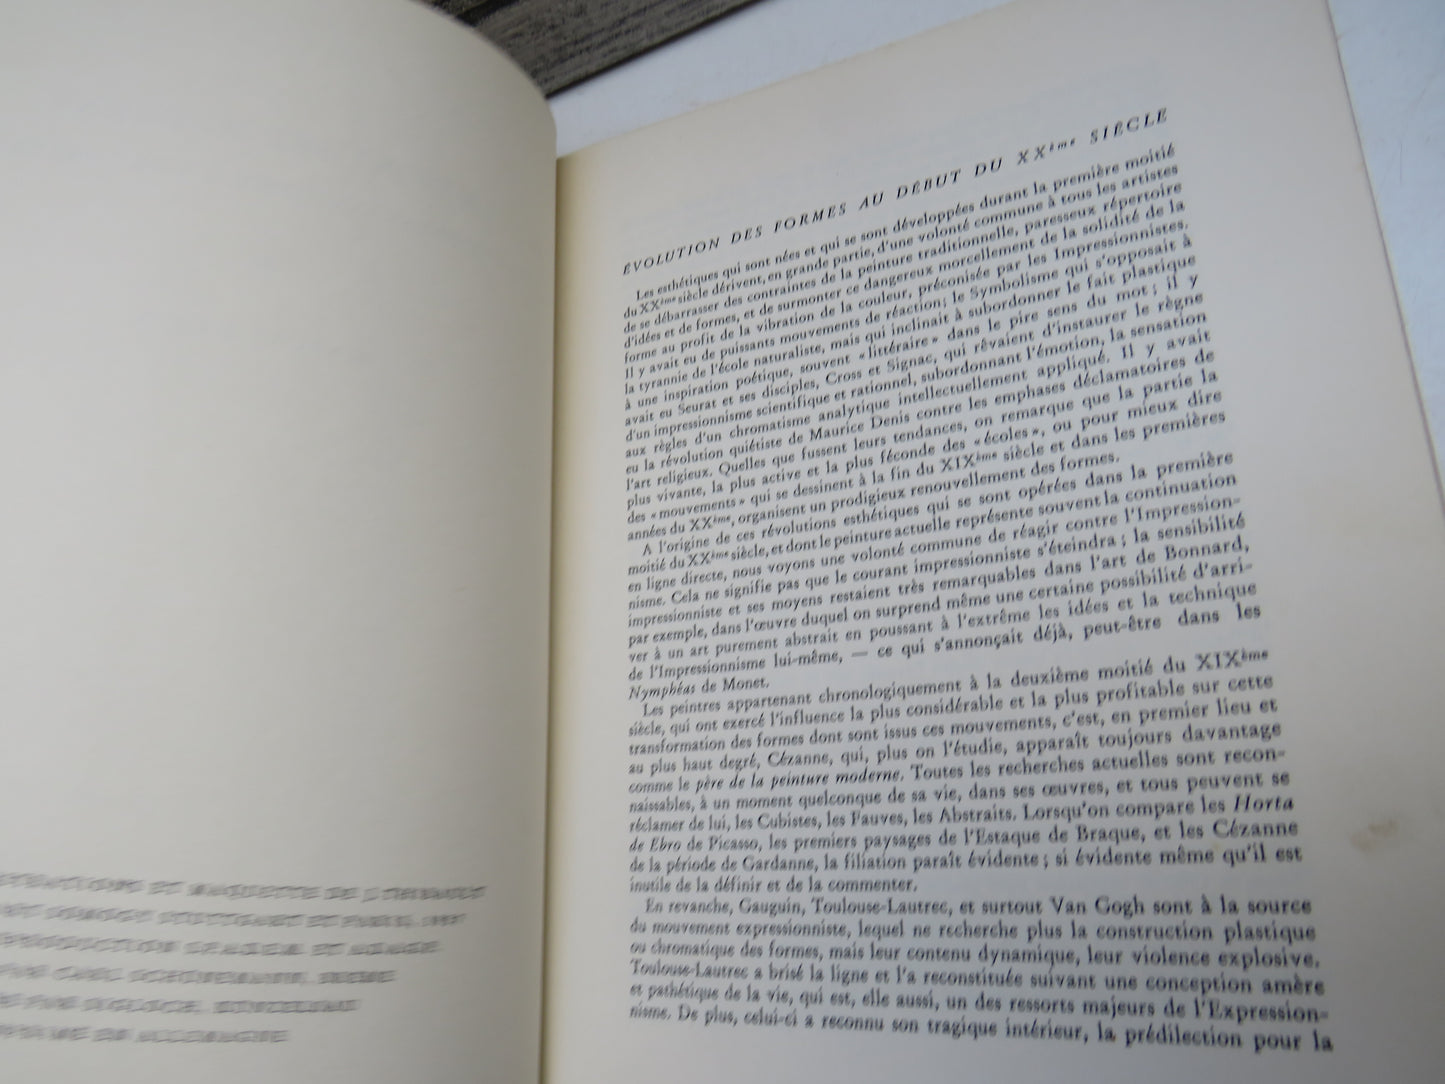 ÉVOLUTION DES FORMES AU DÉBUT DU XXème SIÈCLE
Les esthétiques qui sont nées et qui se sont développées durant la première moitié
du XXème siècle dérivent, en grande partie, d'une volonté commune à tous les artistes
de se débarrasser des contraintes de la peinture traditionnelle, paresseux répertoire
d'idées et de formes, et de surmonter ce dangereux morcellement de la solidité de la
forme au profit de la vibration de la couleur, préconisée par les Impressionnistes.
Il y avait eu de puissants mouvements de réaction; le Symbolisme qui s'opposait à
la tyrannie de l'école naturaliste, mais qui inclinait à subordonner le fait plastique
à une inspiration poétique, souvent «littéraire» dans le pire sens du mot; il y
avait eu Seurat et ses disciples, Cross et Signac, qui rêvaient d'instaurer le règne
d'un impressionnisme scientifique et rationnel, subordonnant l'émotion, la sensation
aux règles d'un chromatisme analytique intellectuellement appliqué. Il y avait
eu la révolution quiétiste de Maurice Denis contre les emphases déclamatoires de
l'art religieux. Quelles que fussent leurs tendances, on remarque que la partie la
plus vivante, la plus active et la plus féconde des «écoles», ou pour mieux dire
des «mouvements» qui se dessinent à la fin du XIXème siècle et dans les premières
années du XXème, organisent un prodigieux renouvellement des formes.
A l'origine de ces révolutions esthétiques qui se sont opérées dans la première
moitié du XXème siècle, et dont le peinture actuelle représente souvent la continuation
en ligne directe, nous voyons une volonté commune de réagir contre l'Impression-
nisme. Cela ne signifie pas que le courant impressionniste s'éteindra; la sensibilité
impressionniste et ses moyens restaient très remarquables dans l'art de Bonnard,
par exemple, dans l'œuvre duquel on surprend même une certaine possibilité d'arri-
ver à un art purement abstrait en poussant à l'extrême les idées et la technique
de l'Impressionnisme lui-même, — ce qui s'annonçait déjà, peut-être dans les
Nymphéas de Monet.
Les peintres appartenant chronologiquement à la deuxième moitié du XIXème
siècle, qui ont exercé l'influence la plus considérable et la plus profitable sur cette
transformation des formes dont sont issus ces mouvements, c'est, en premier lieu et
au plus haut degré, Cézanne, qui, plus on l'étudie, apparaît toujours davantage
comme le père de la peinture moderne. Toutes les recherches actuelles sont recon-
naissables, à un moment quelconque de sa vie, dans ses œuvres, et tous peuvent se
réclamer de lui, les Cubistes, les Fauves, les Abstraits. Lorsqu'on compare les Horta
de Ebro de Picasso, les premiers paysages de l'Estaque de Braque, et les Cézanne
de la période de Gardanne, la filiation paraît évidente; si évidente même qu'il est
inutile de la définir et de la commenter.
En revanche, Gauguin, Toulouse-Lautrec, et surtout Van Gogh sont à la source
du mouvement expressionniste, lequel ne recherche plus la construction plastique
ou chromatique des formes, mais leur contenu dynamique, leur violence explosive.
Toulouse-Lautrec a brisé la ligne et l'a reconstituée suivant une conception amère
et pathétique de la vie, qui est, elle aussi, un des ressorts majeurs de l'Expression-
nisme. De plus, celui-ci a reconnu son tragique intérieur, la prédilection pour la